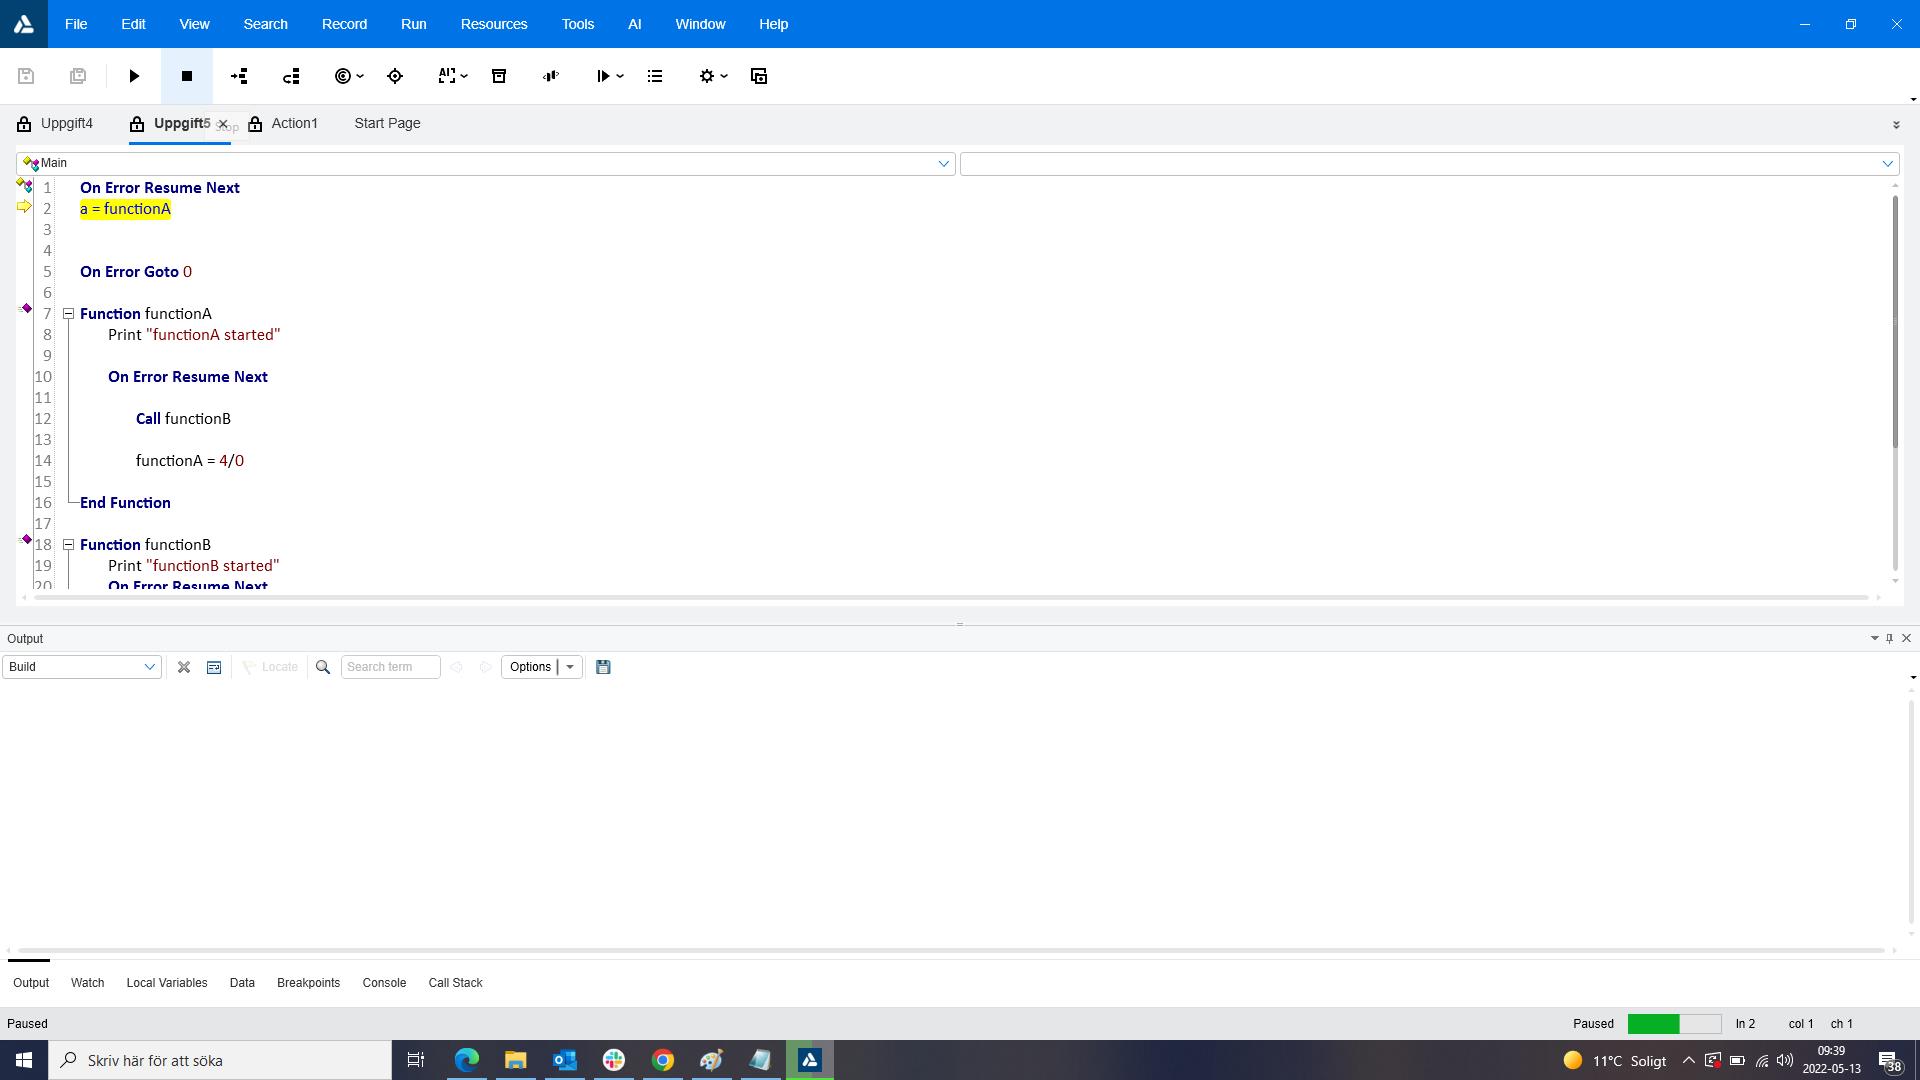 File Edit View Search Record Run Resources Tools AI Window Help
AI
Uppgift4 Uppgift5 Stop Action1 Start Page
Main
1 On Error Resume Next
2 a = functionA
3
4
5 On Error Goto 0
6
7 Function functionA
8 Print "functionA started"
9
10 On Error Resume Next
11
12 Call functionB
13
14 functionA = 4/0
15
16 End Function
17
18 Function functionB
19 Print "functionB started"
20 On Error Resume Next
Output
Build Locate Search term Options
Output Watch Local Variables Data Breakpoints Console Call Stack
Paused Paused ln 2 col 1 ch 1
Skriv här för att söka 11°C Soligt 09:39
2022-05-13 38